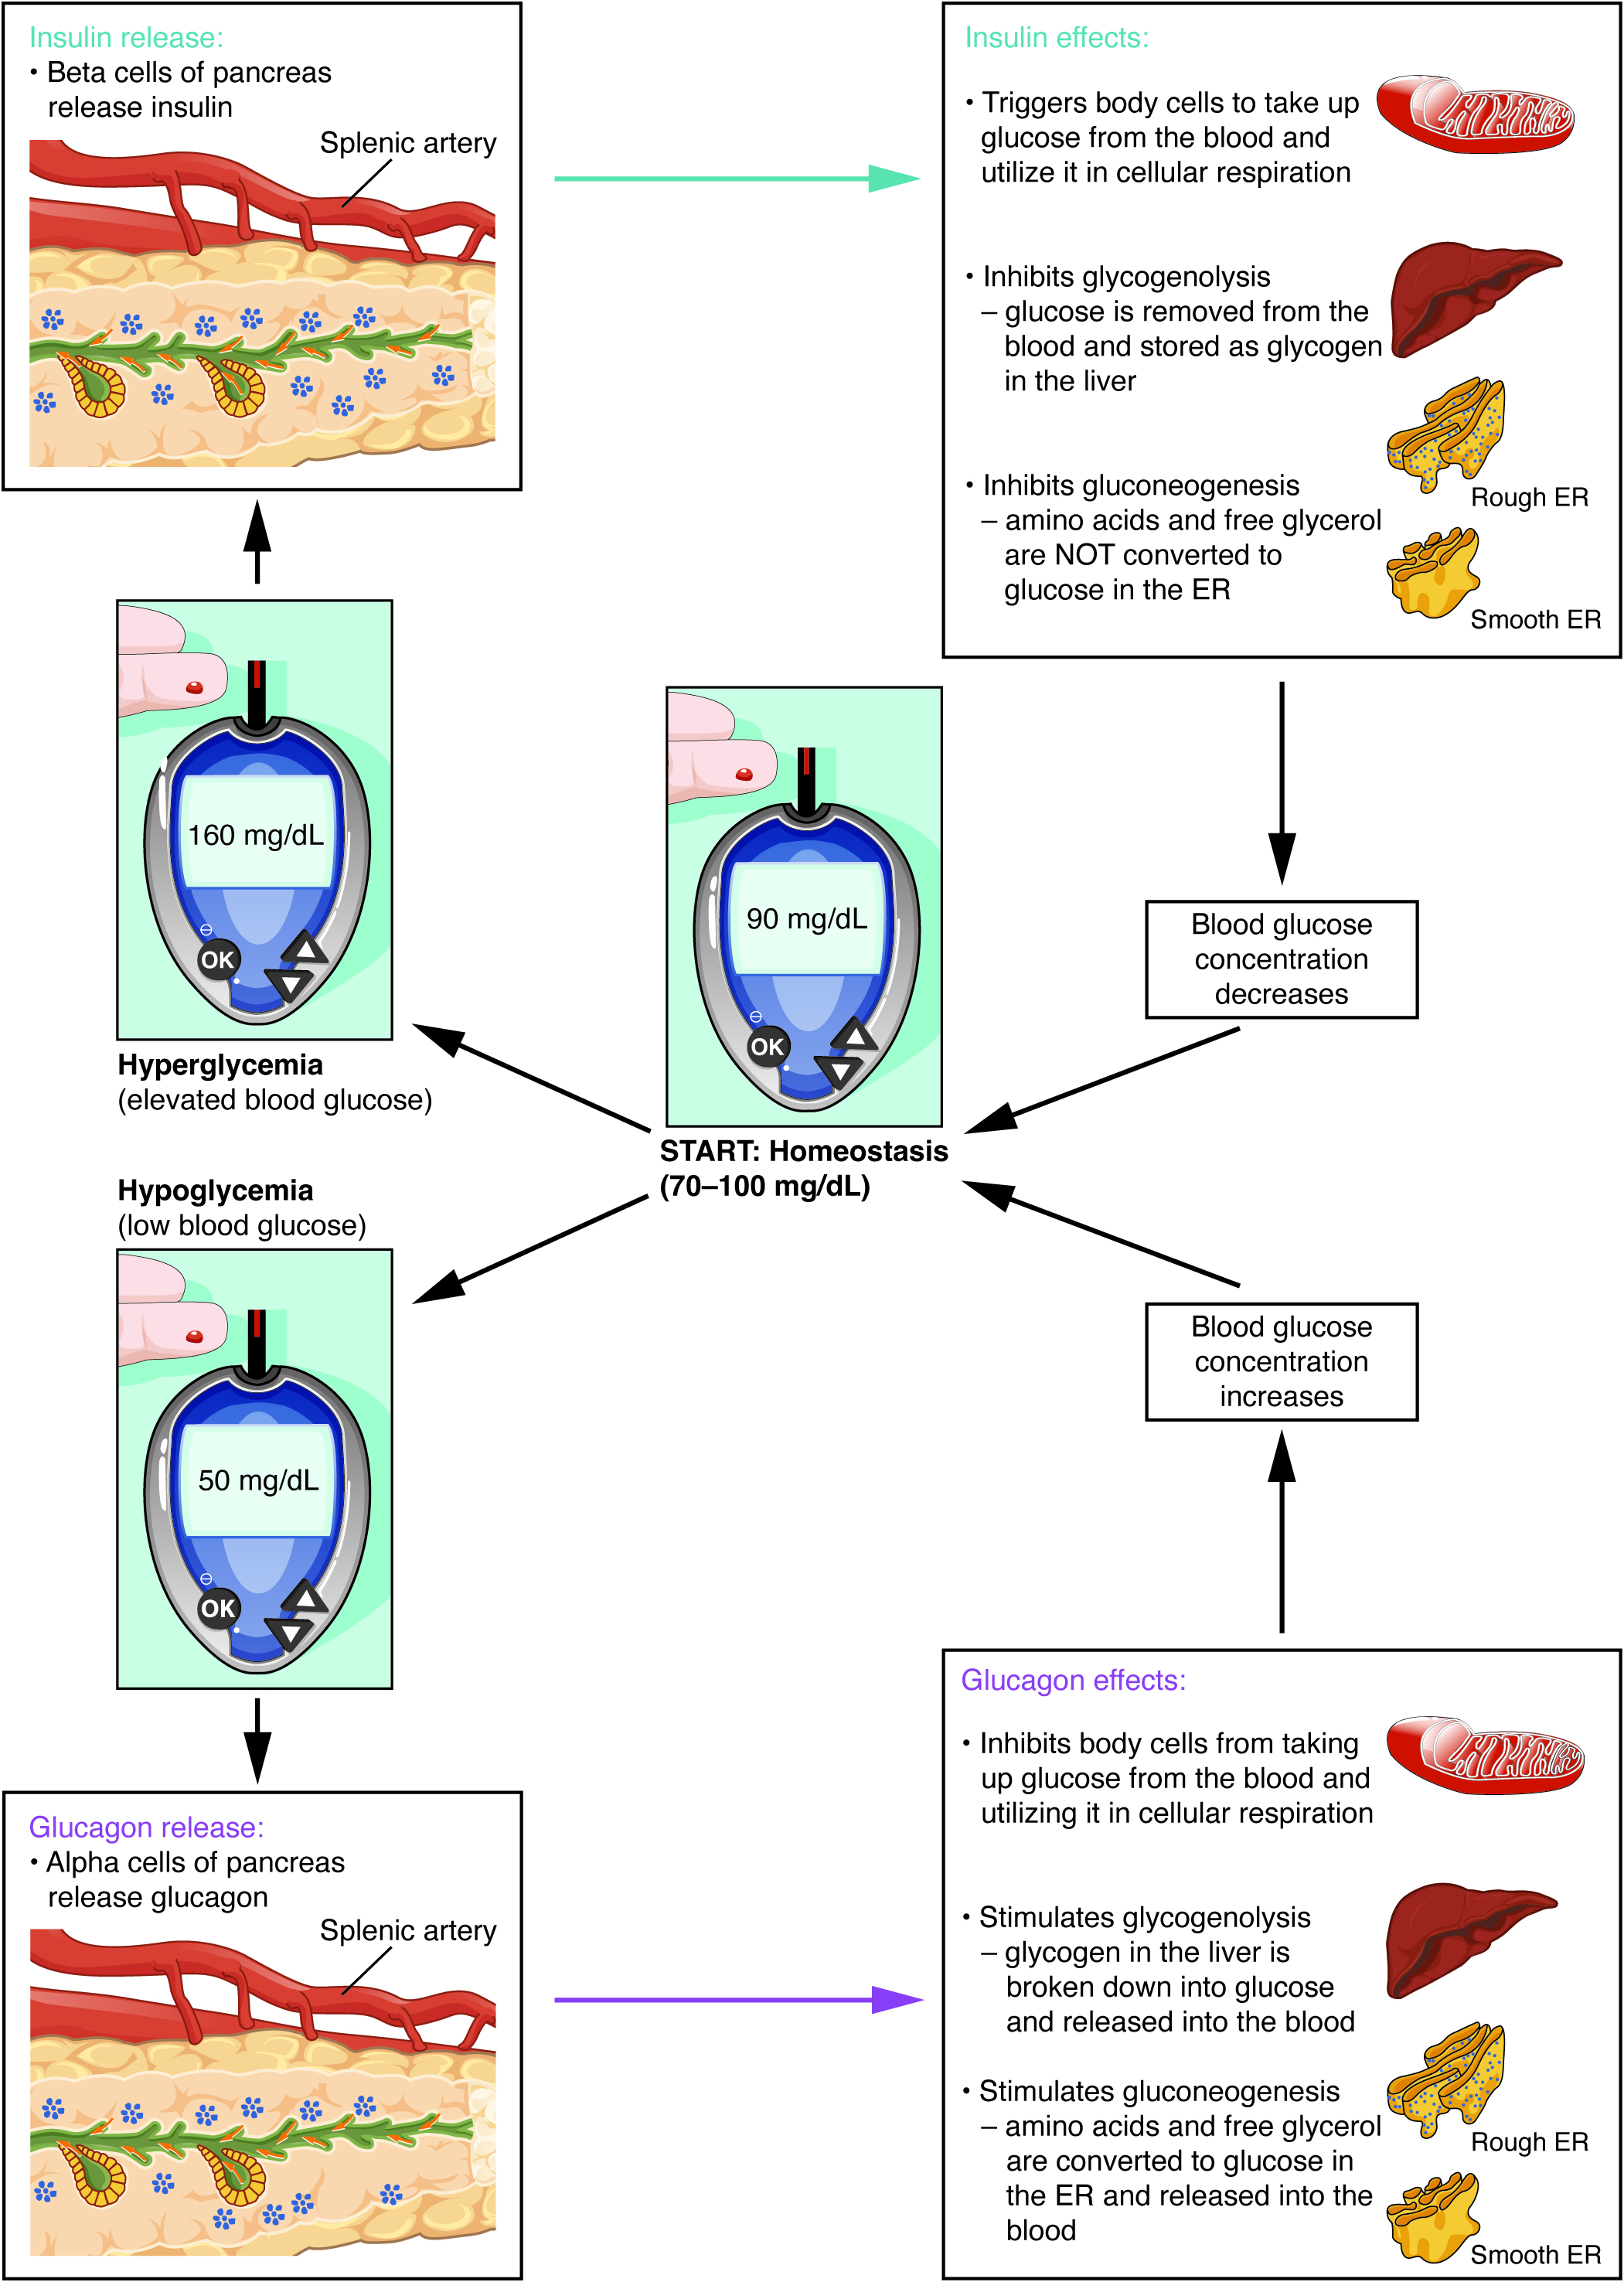 Insulin release:
• Beta cells of pancreas
release insulin
Splenic artery
Insulin effects:
• Triggers body cells to take up
glucose from the blood and
utilize it in cellular respiration
• Inhibits glycogenolysis
– glucose is removed from the
blood and stored as glycogen
in the liver
Rough ER
• Inhibits gluconeogenesis
– amino acids and free glycerol
are NOT converted to
glucose in the ER
Smooth ER
160 mg/dL
OK
Hyperglycemia
(elevated blood glucose)
90 mg/dL
OK
START: Homeostasis
(70–100 mg/dL)
Blood glucose
concentration
decreases
Hypoglycemia
(low blood glucose)
50 mg/dL
OK
Blood glucose
concentration
increases
Glucagon release:
• Alpha cells of pancreas
release glucagon
Splenic artery
Glucagon effects:
• Inhibits body cells from taking
up glucose from the blood and
utilizing it in cellular respiration
• Stimulates glycogenolysis
– glycogen in the liver is
broken down into glucose
and released into the blood
• Stimulates gluconeogenesis
– amino acids and free glycerol
are converted to glucose in
the ER and released into the
blood
Rough ER
Smooth ER